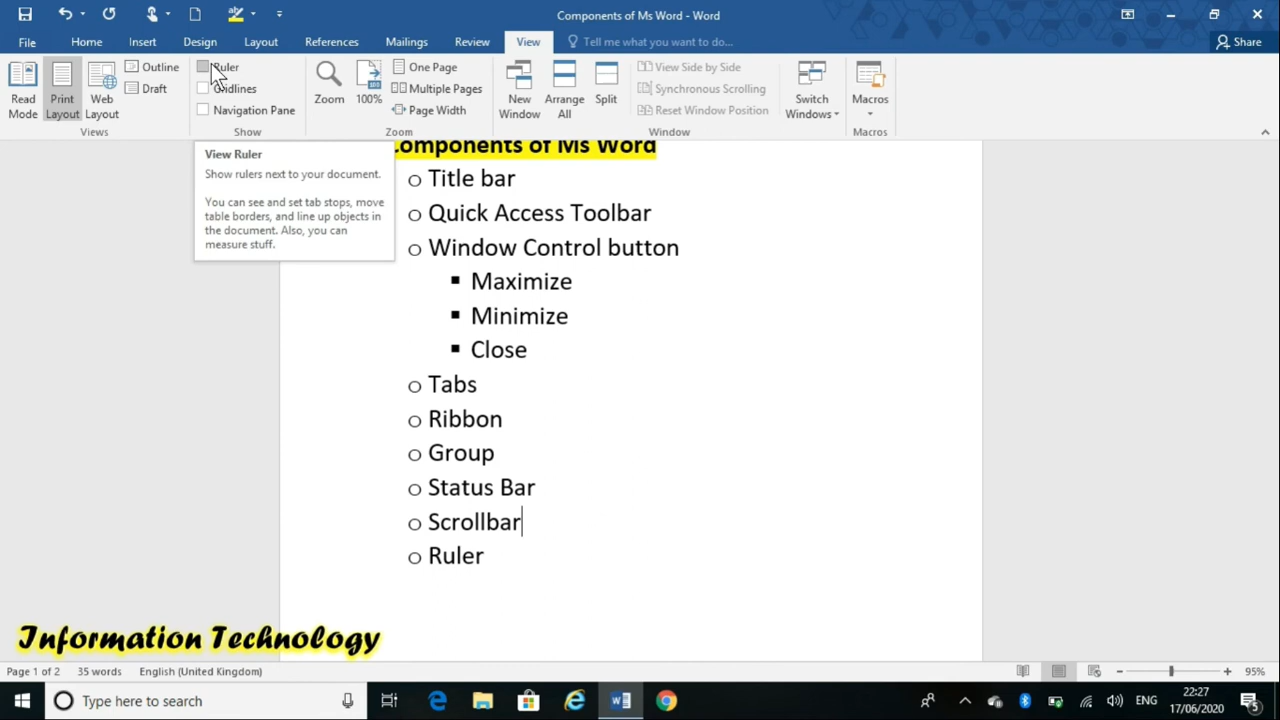 Components of Ms Word - Word
File Home Insert Design Layout References Mailings Review View Tell me what you want to do... Share
Read Mode
Print Layout
Web Layout
Outline
Draft
Views
Ruler
Gridlines
Navigation Pane
Show
Zoom
100%
One Page
Multiple Pages
Page Width
Zoom
New Window
Arrange All
Split
View Side by Side
Synchronous Scrolling
Reset Window Position
Window
Switch Windows
Macros
Macros
View Ruler
Show rulers next to your document.
You can see and set tab stops, move
table borders, and line up objects in
the document. Also, you can
measure stuff.
Components of Ms Word
Title bar
Quick Access Toolbar
Window Control button
Maximize
Minimize
Close
Tabs
Ribbon
Group
Status Bar
Scrollbar
Ruler
Information Technology
Page 1 of 2 35 words English (United Kingdom) 95%
Type here to search
ENG
22:27
17/06/2020
5